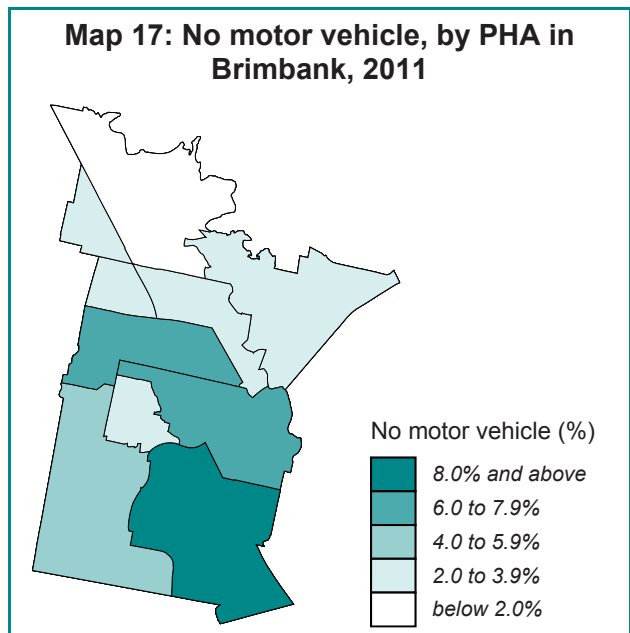 Map 17: No motor vehicle, by PHA in
Brimbank, 2011
No motor vehicle (%)
8.0% and above
6.0 to 7.9%
4.0 to 5.9%
2.0 to 3.9%
below 2.0%